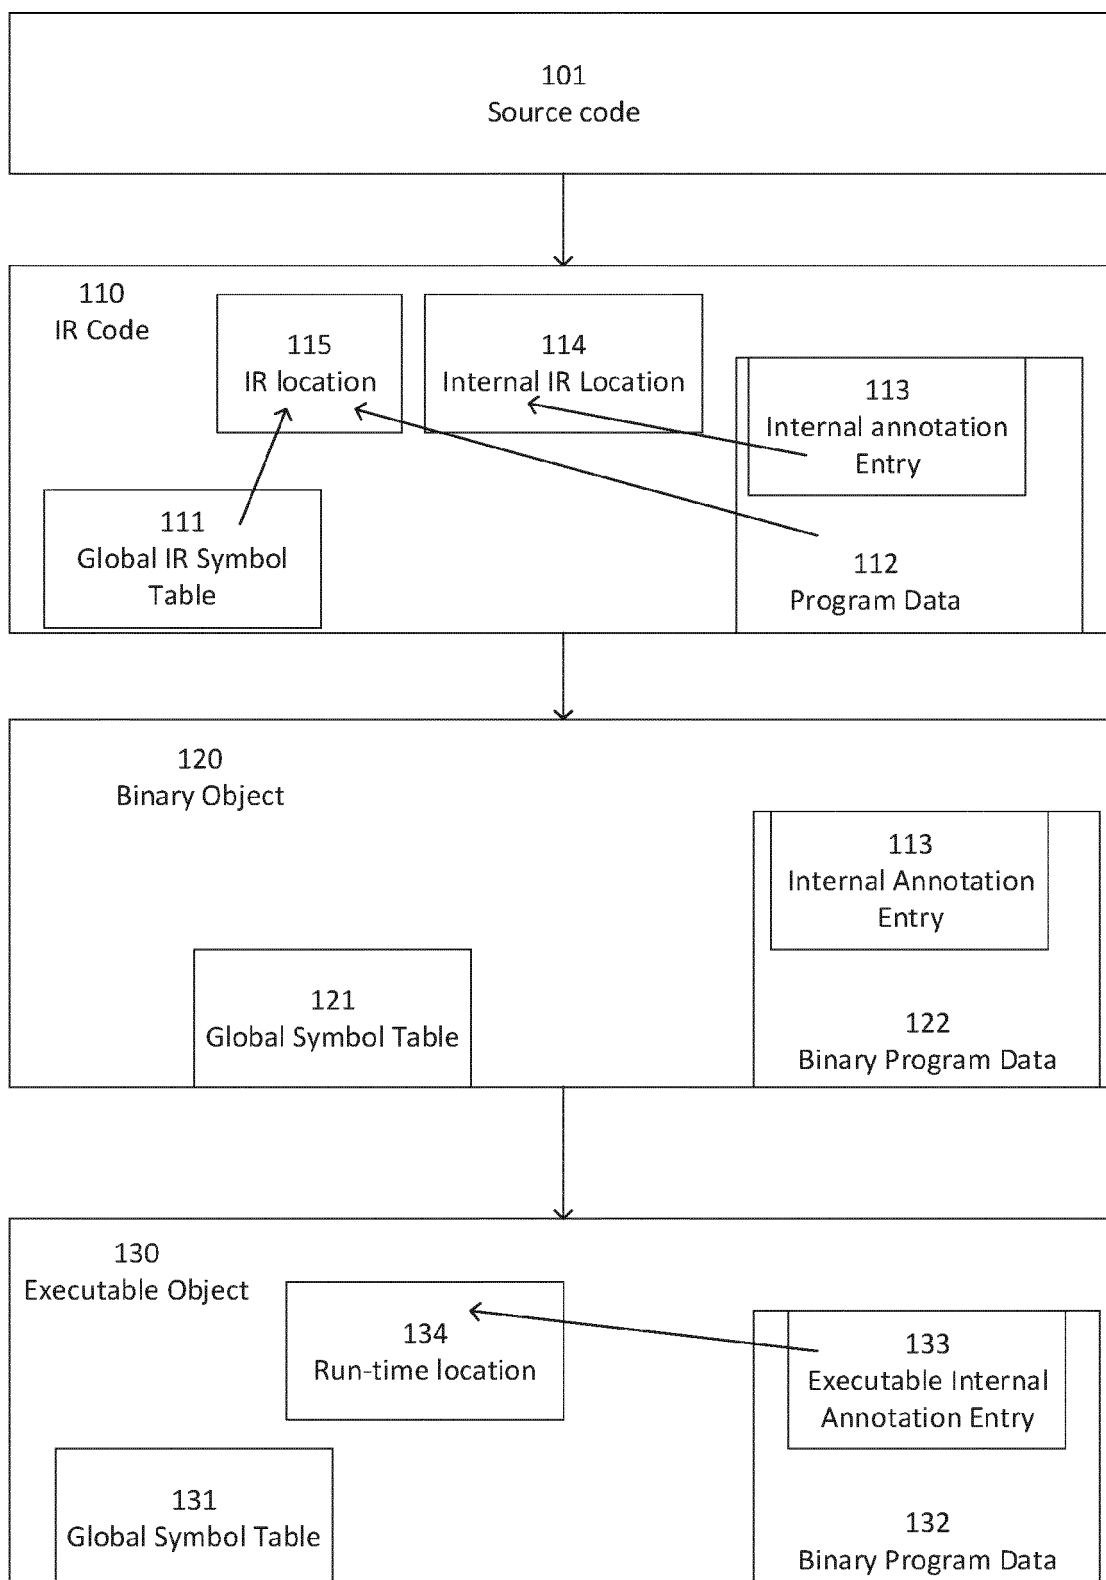 101
Source code
110
IR Code
115
IR location
114
Internal IR Location
113
Internal annotation
Entry
111
Global IR Symbol
Table
112
Program Data
120
Binary Object
113
Internal Annotation
Entry
121
Global Symbol Table
122
Binary Program Data
130
Executable Object
134
Run-time location
133
Executable Internal
Annotation Entry
131
Global Symbol Table
132
Binary Program Data